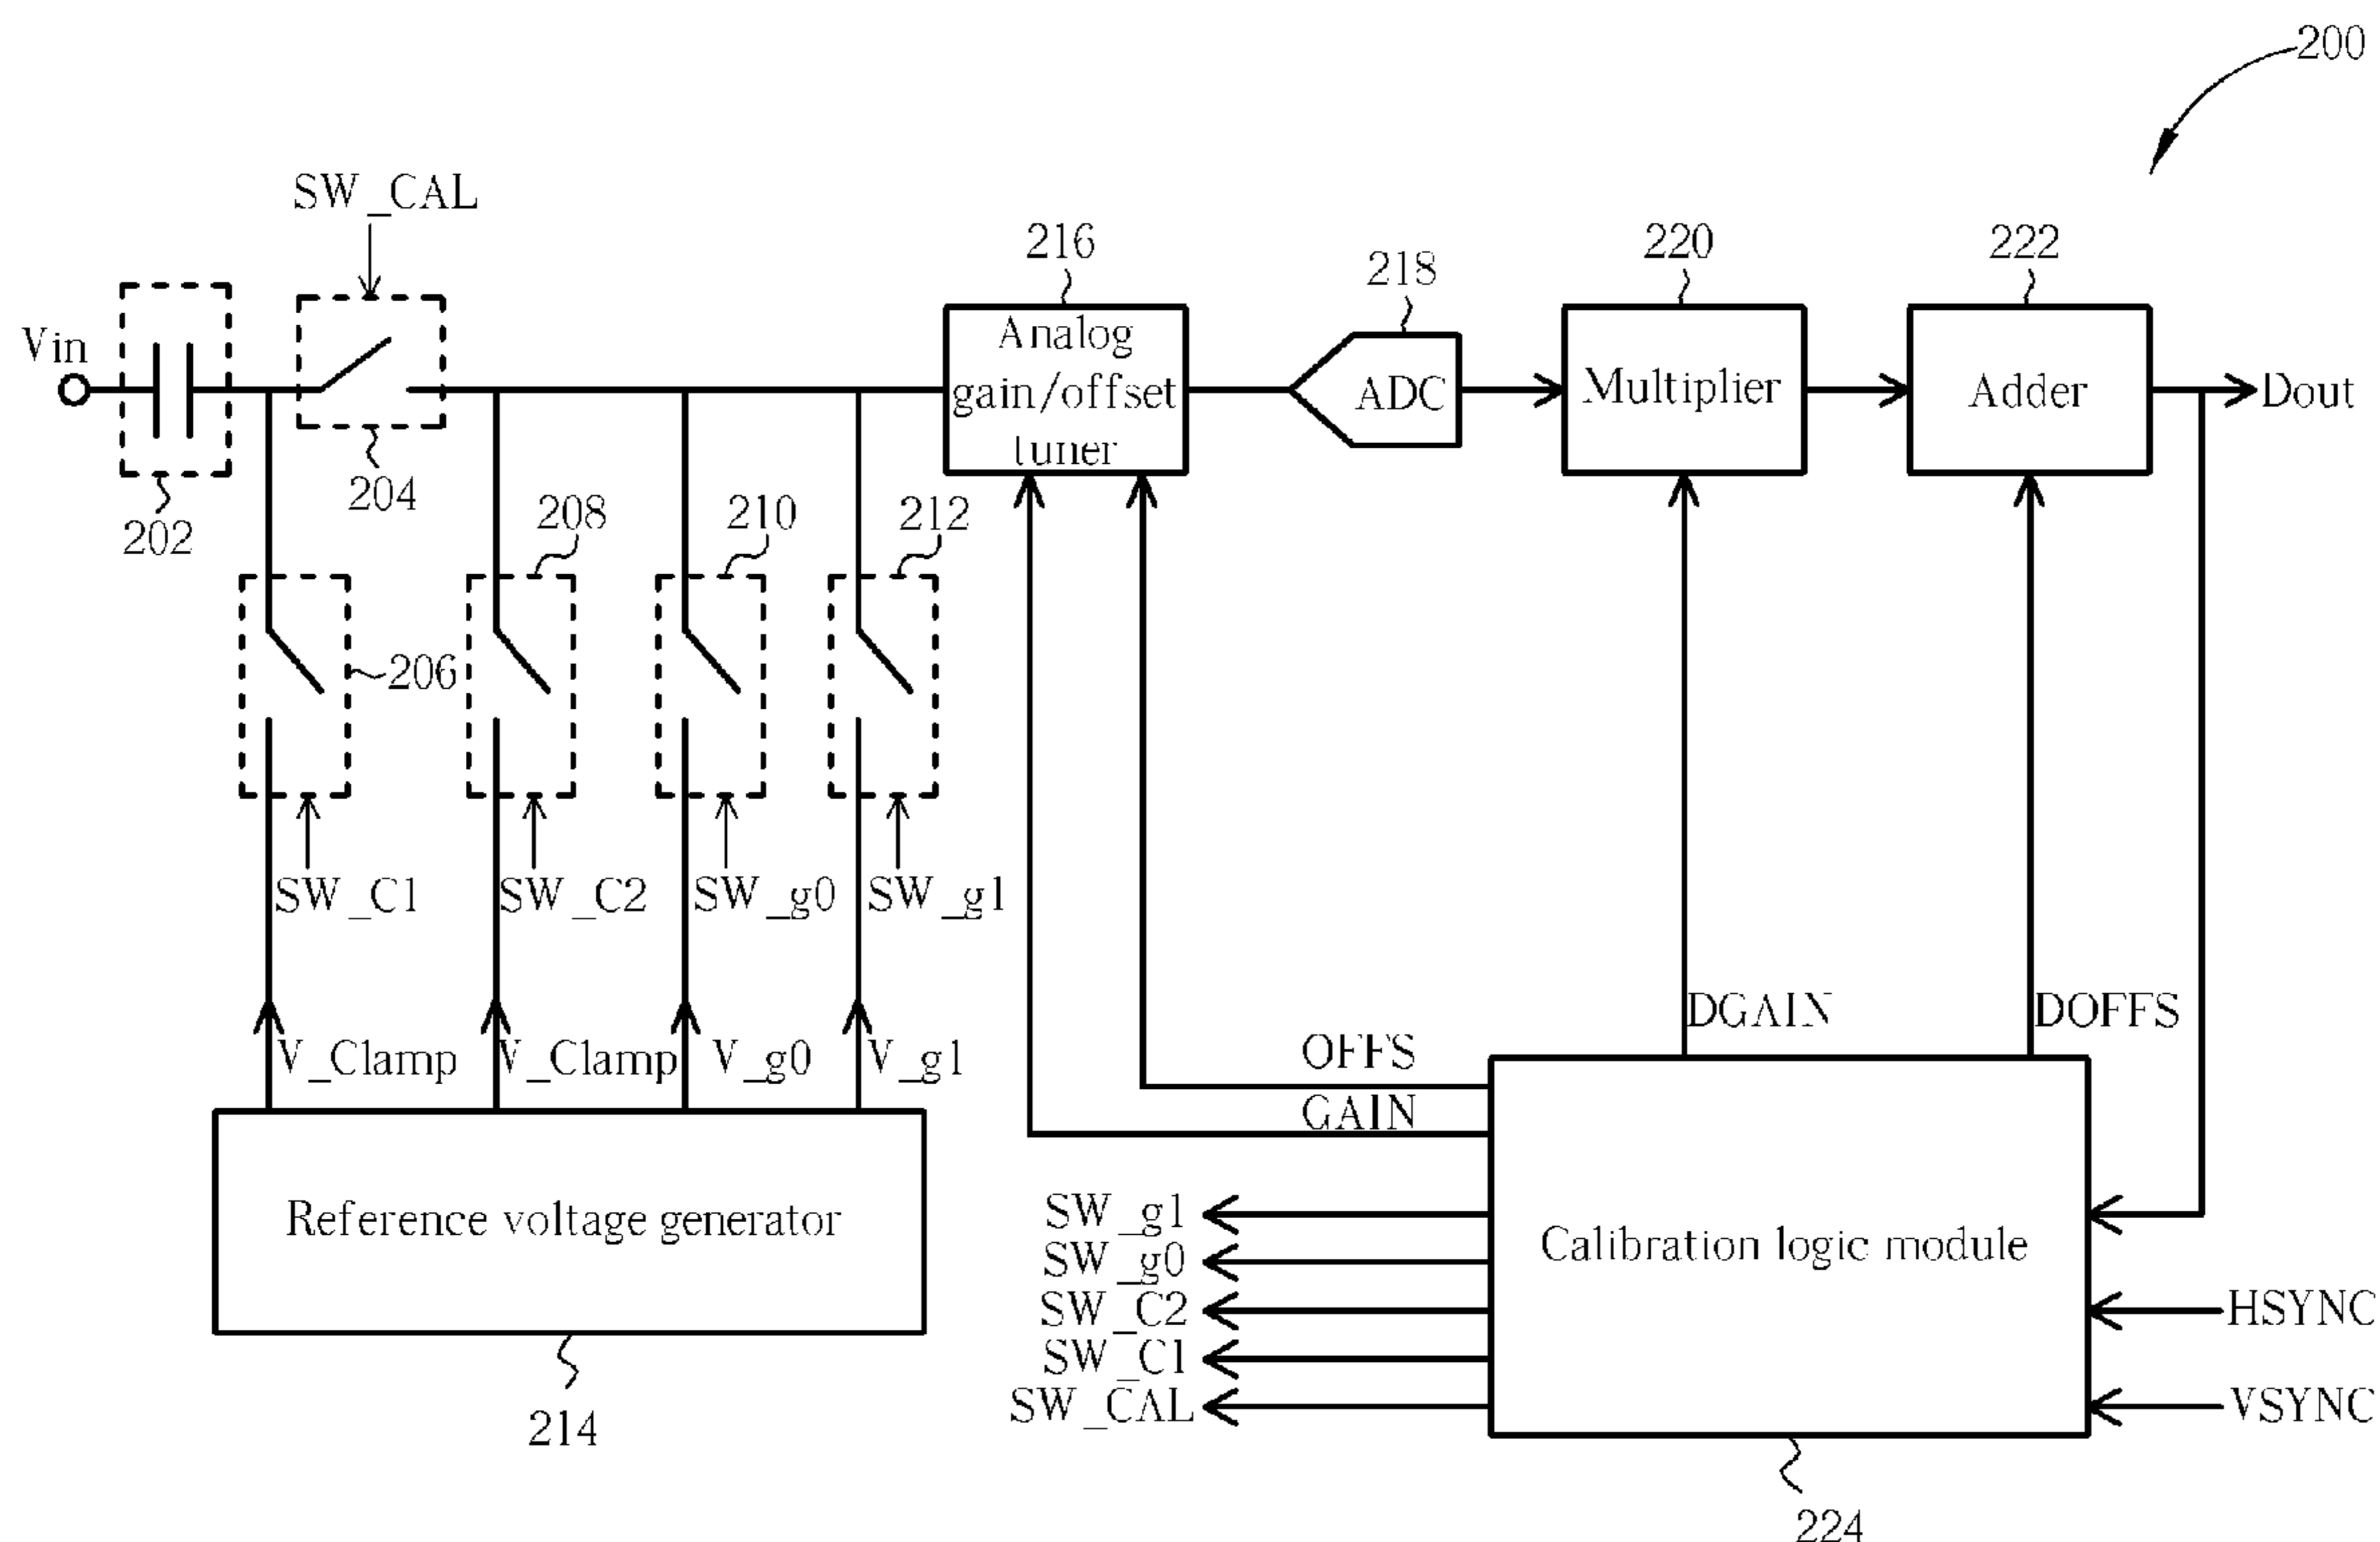 200
SW_CAL
216
218
220
222
Vin
Analog
gain/offset
tuner
ADC
Multiplier
Adder
Dout
202
204
208
210
212
206
SW_C1
SW_C2
SW_g0
SW_g1
V_Clamp
V_Clamp
V_g0
V_g1
OFFS
GAIN
DGAIN
DOFFS
Reference voltage generator
214
SW_g1
SW_g0
SW_C2
SW_C1
SW_CAL
Calibration logic module
HSYNC
VSYNC
224